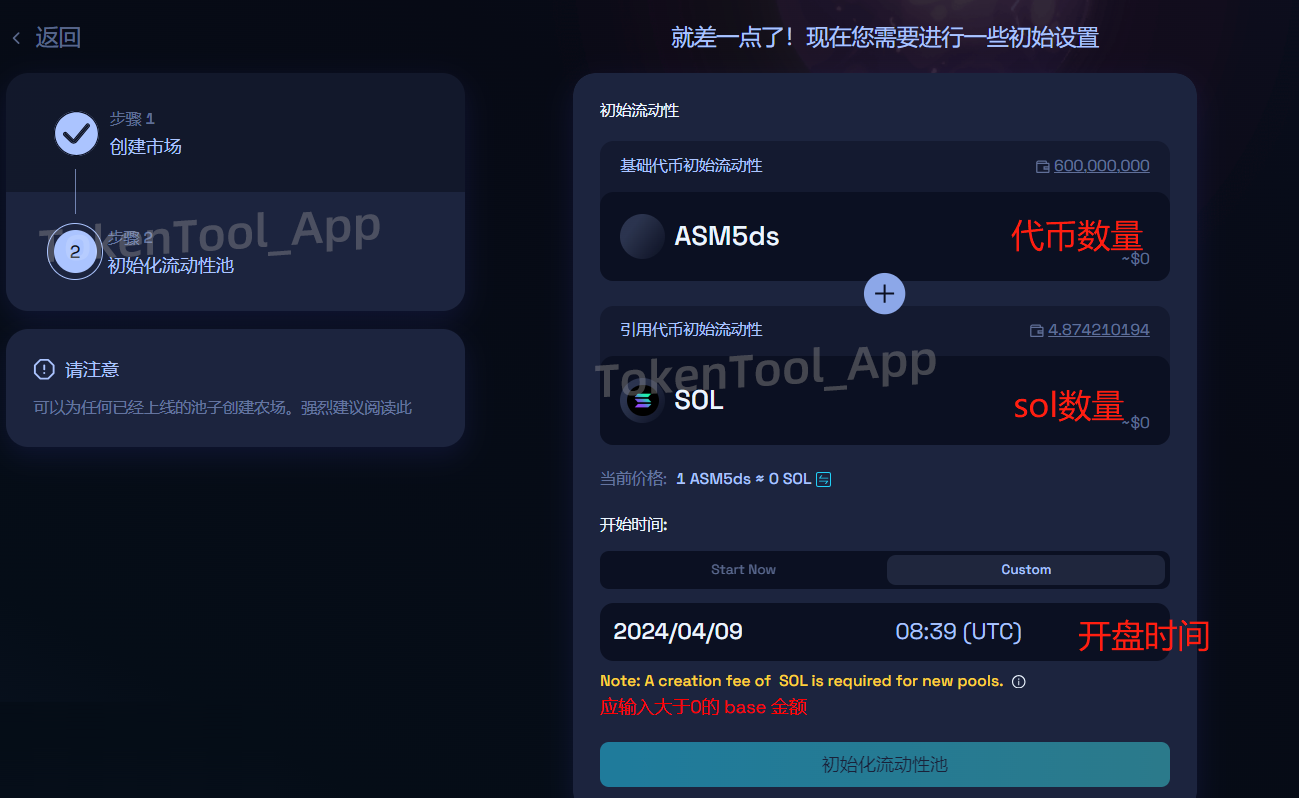 返回
就差一点了！现在您需要进行一些初始设置
步骤 1
创建市场
步骤 2
初始化流动性池
TokenTool_App
请注意
可以为任何已经上线的池子创建农场。强烈建议阅读此
初始流动性
基础代币初始流动性
600,000,000
ASM5ds
代币数量
~$0
引用代币初始流动性
4.874210194
TokenTool_App
SOL
sol数量
~$0
当前价格: 1 ASM5ds ≈ 0 SOL
开始时间:
Start Now
Custom
2024/04/09
08:39 (UTC)
开盘时间
Note: A creation fee of SOL is required for new pools.
应输入大于0的 base 金额
初始化流动性池
2